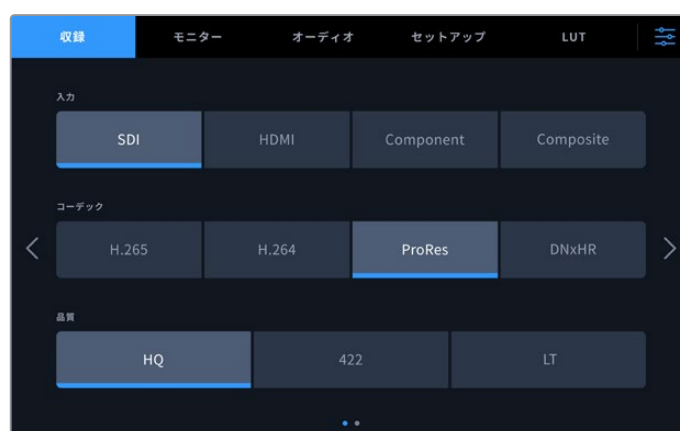 収録 モニター オーディオ セットアップ LUT
入力
SDI HDMI Component Composite
コーデック
H.265 H.264 ProRes DNxHR
品質
HQ 422 LT